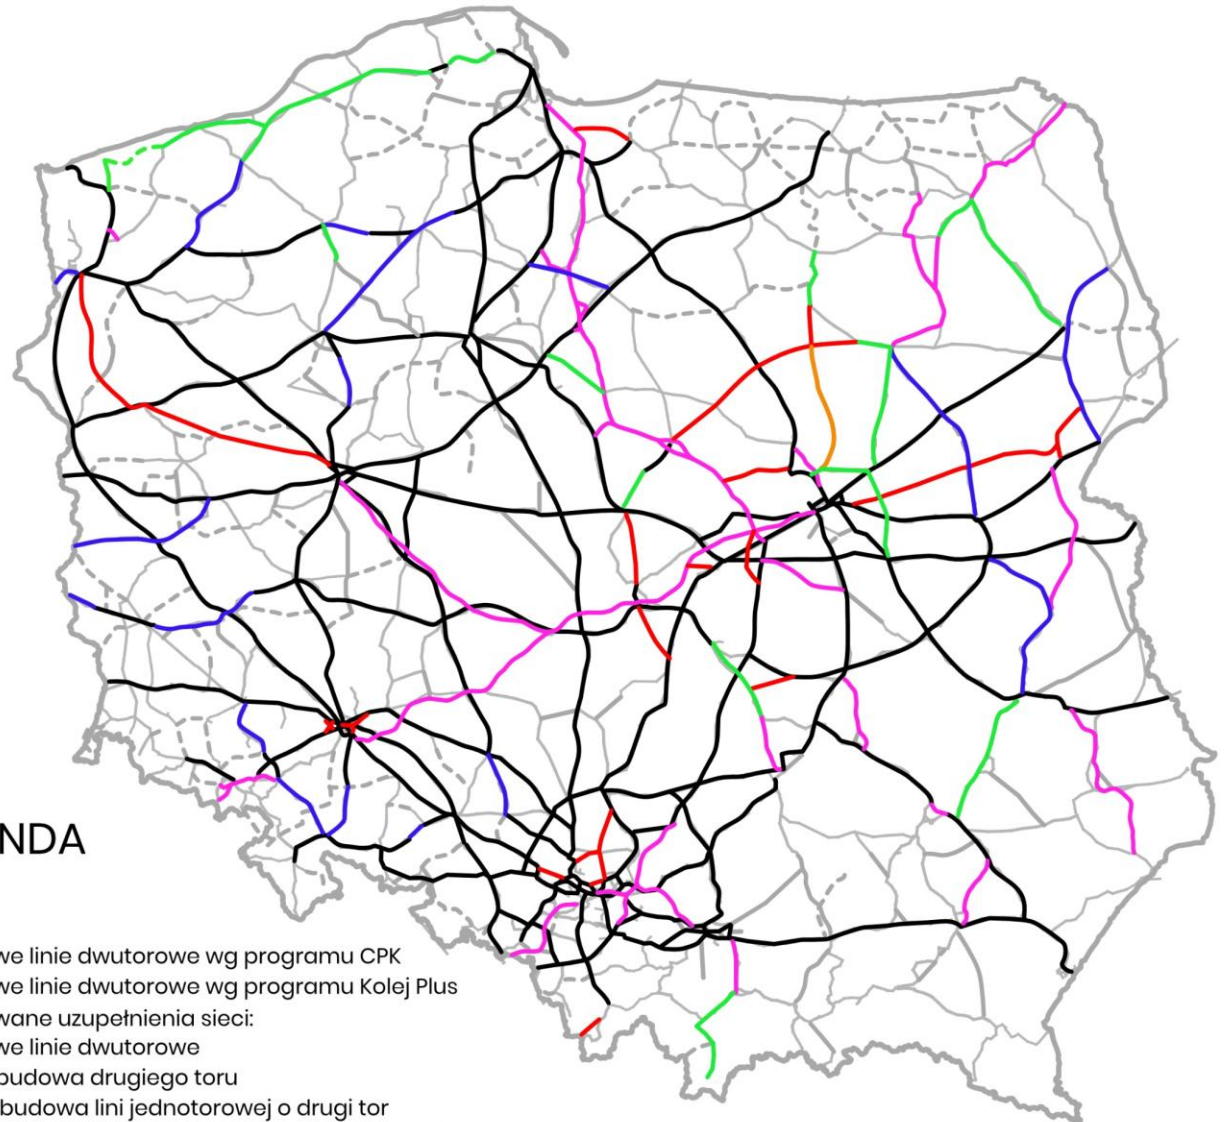 NDA
we linie dwutorowe wg programu CPK
we linie dwutorowe wg programu Kolej Plus
wane uzupełnienia sieci:
we linie dwutorowe
budowa drugiego toru
budowa lini jednotorowej o drugi tor